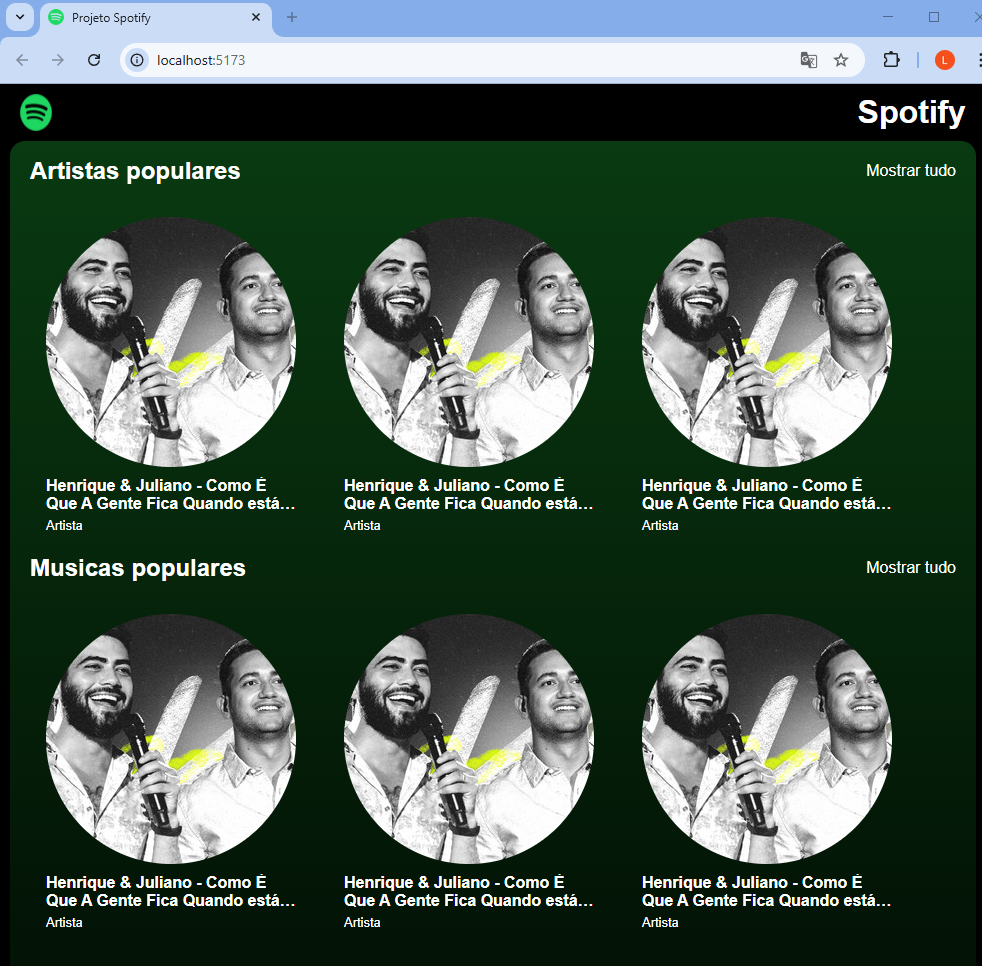 Projeto Spotify
localhost:5173
L
Spotify
Artistas populares
Mostrar tudo
Henrique & Juliano - Como É
Que A Gente Fica Quando está...
Artista
Henrique & Juliano - Como É
Que A Gente Fica Quando está...
Artista
Henrique & Juliano - Como É
Que A Gente Fica Quando está...
Artista
Musicas populares
Mostrar tudo
Henrique & Juliano - Como É
Que A Gente Fica Quando está...
Artista
Henrique & Juliano - Como É
Que A Gente Fica Quando está...
Artista
Henrique & Juliano - Como É
Que A Gente Fica Quando está...
Artista